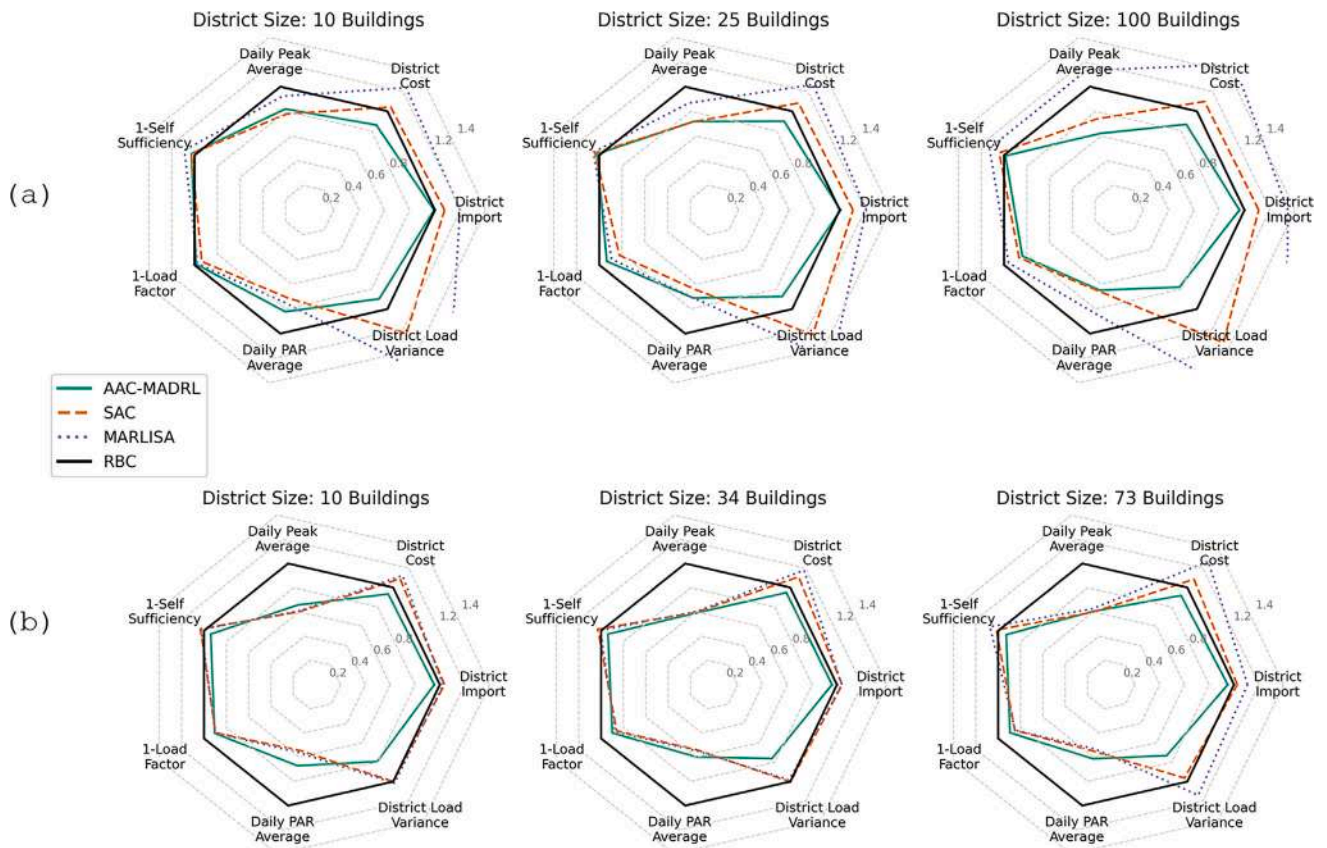 (a)
District Size: 10 Buildings
Daily Peak
Average
District
Cost
1-Self
Sufficiency
1.4
1.2
0.8
0.6
0.4
0.2
District
Import
1-Load
Factor
Daily PAR
Average
District Load
Variance
District Size: 25 Buildings
Daily Peak
Average
District
Cost
1-Self
Sufficiency
1.4
1.2
0.8
0.6
0.4
0.2
District
Import
1-Load
Factor
Daily PAR
Average
District Load
Variance
District Size: 100 Buildings
Daily Peak
Average
District
Cost
1-Self
Sufficiency
1.4
1.2
0.8
0.6
0.4
0.2
District
Import
1-Load
Factor
Daily PAR
Average
District Load
Variance
AAC-MADRL
SAC
MARLISA
RBC
(b)
District Size: 10 Buildings
Daily Peak
Average
District
Cost
1-Self
Sufficiency
1.4
1.2
0.8
0.6
0.4
0.2
District
Import
1-Load
Factor
Daily PAR
Average
District Load
Variance
District Size: 34 Buildings
Daily Peak
Average
District
Cost
1-Self
Sufficiency
1.4
1.2
0.8
0.6
0.4
0.2
District
Import
1-Load
Factor
Daily PAR
Average
District Load
Variance
District Size: 73 Buildings
Daily Peak
Average
District
Cost
1-Self
Sufficiency
1.4
1.2
0.8
0.6
0.4
0.2
District
Import
1-Load
Factor
Daily PAR
Average
District Load
Variance